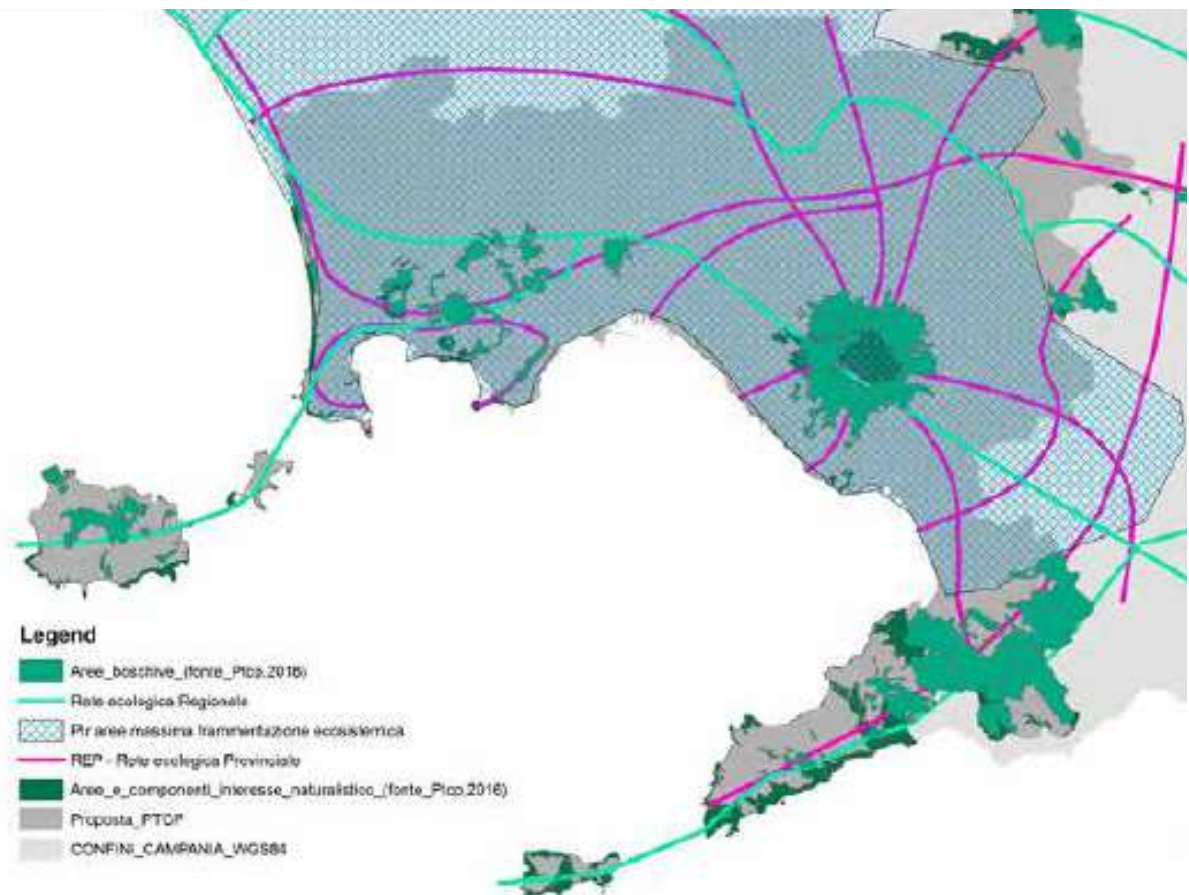 Legend
Aree_boschive_(fonte_Ptcp.2016)
Rete ecologica Regionale
Ptr aree massima frammentazione ecosistemica
REP - Rete ecologica Provinciale
Aree_e_componenti_interesse_naturalistico_(fonte_Ptcp.2016)
Proposta_PTCP
CONFINI_CAMPANIA_WGS84